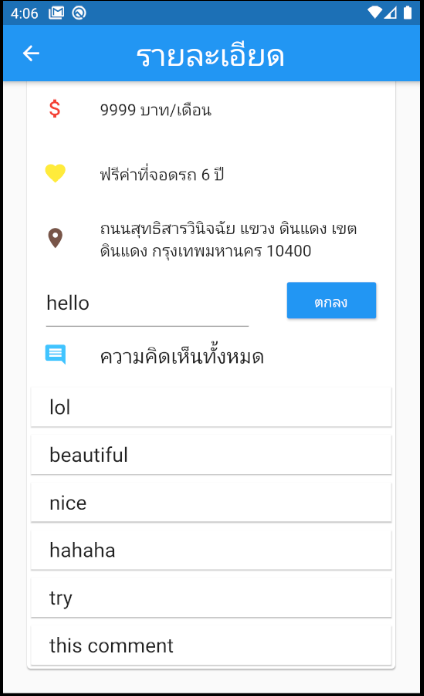 4:06
รายละเอียด
9999 บาท/เดือน
ฟรีค่าที่จอดรถ 6 ปี
ถนนสุทธิสารวินิจฉัย แขวง ดินแดง เขต
ดินแดง กรุงเทพมหานคร 10400
hello
ตกลง
ความคิดเห็นทั้งหมด
lol
beautiful
nice
hahaha
try
this comment